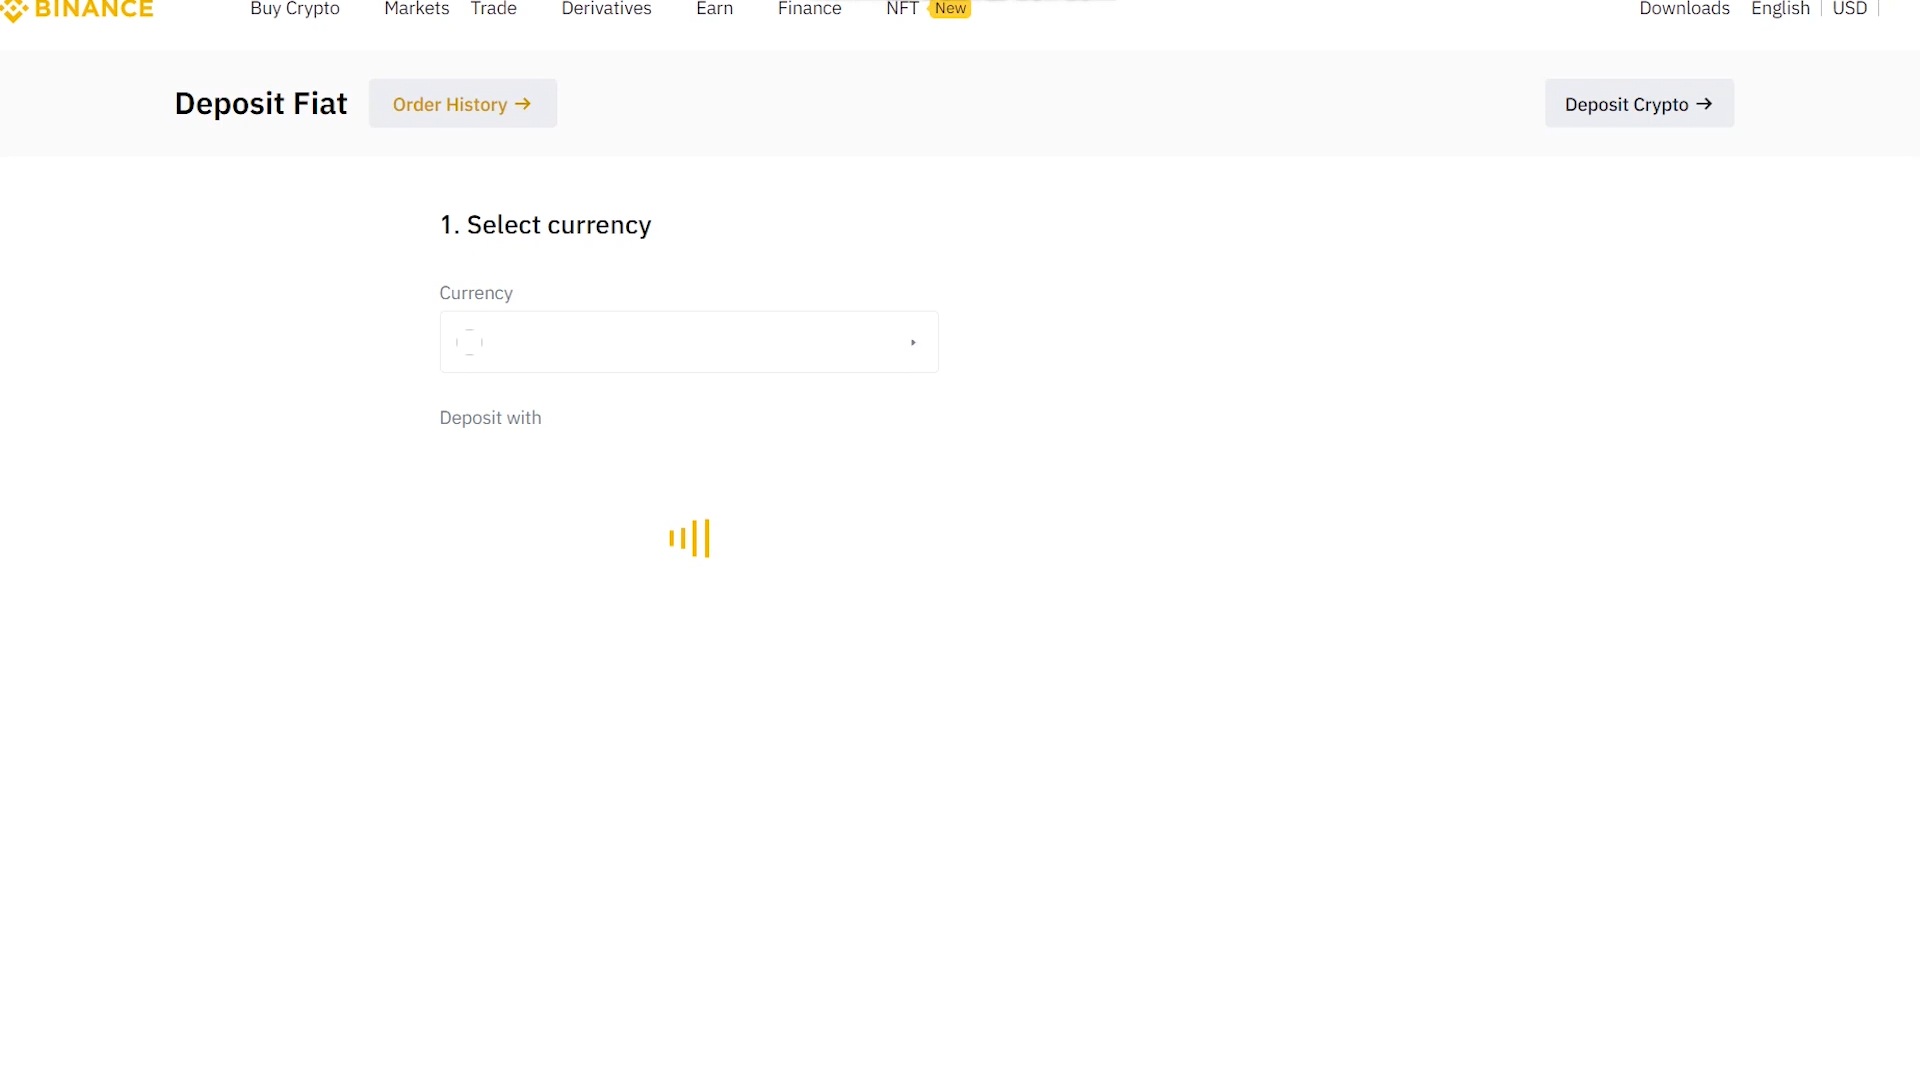 BINANCE Buy Crypto Markets Trade Derivatives Earn Finance NFT New Downloads English USD
Deposit Fiat Order History → Deposit Crypto →
1. Select currency
Currency
Deposit with